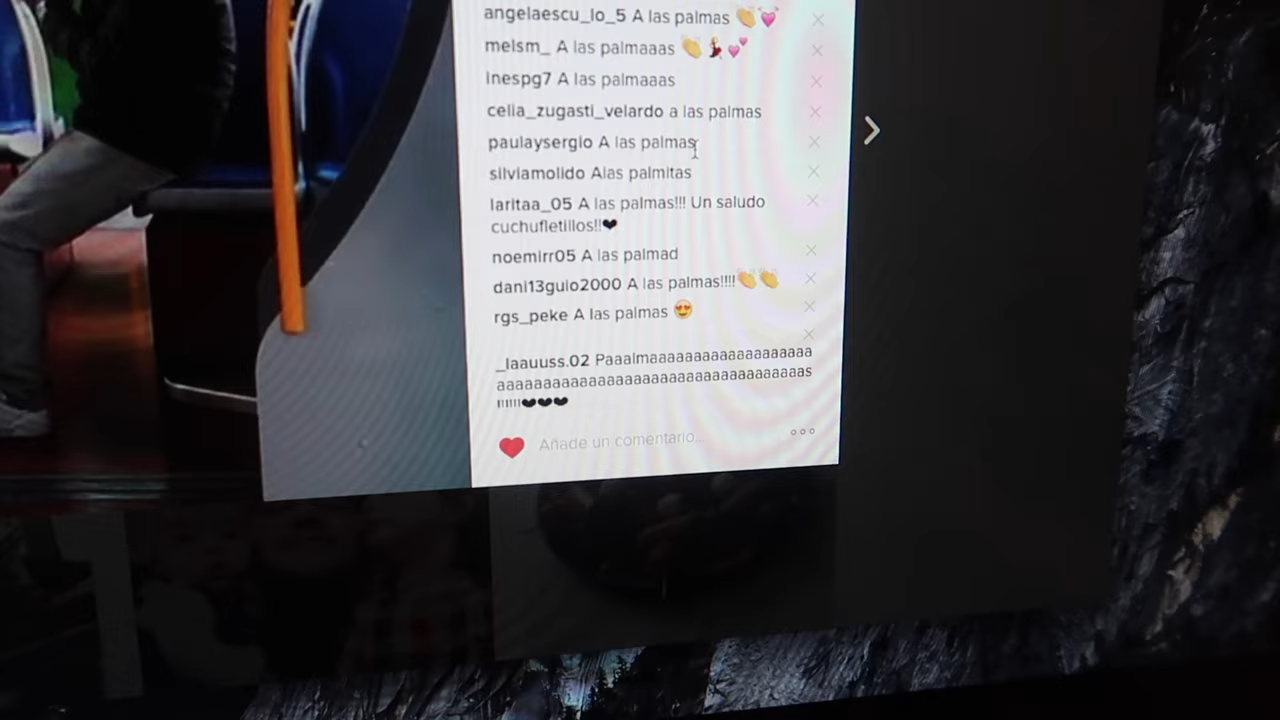 angelaescu_lo_5 A las palmas 👏💓
melsm_ A las palmaaas 👏💃💕
inespg7 A las palmaaas
celia_zugasti_velardo a las palmas
paulaysergio A las palmas
silviamolido Alas palmitas
laritaa_05 A las palmas!!! Un saludo
cuchufletillos!!❤
noemirr05 A las palmad
dani13guio2000 A las palmas!!!!👏👏
rgs_peke A las palmas 😍
_laauuss.02 Paaalmaaaaaaaaaaaaaaaaaaa
aaaaaaaaaaaaaaaaaaaaaaaaaaaaaaaaaaas
!!!!!!!❤❤❤
Añade un comentario...